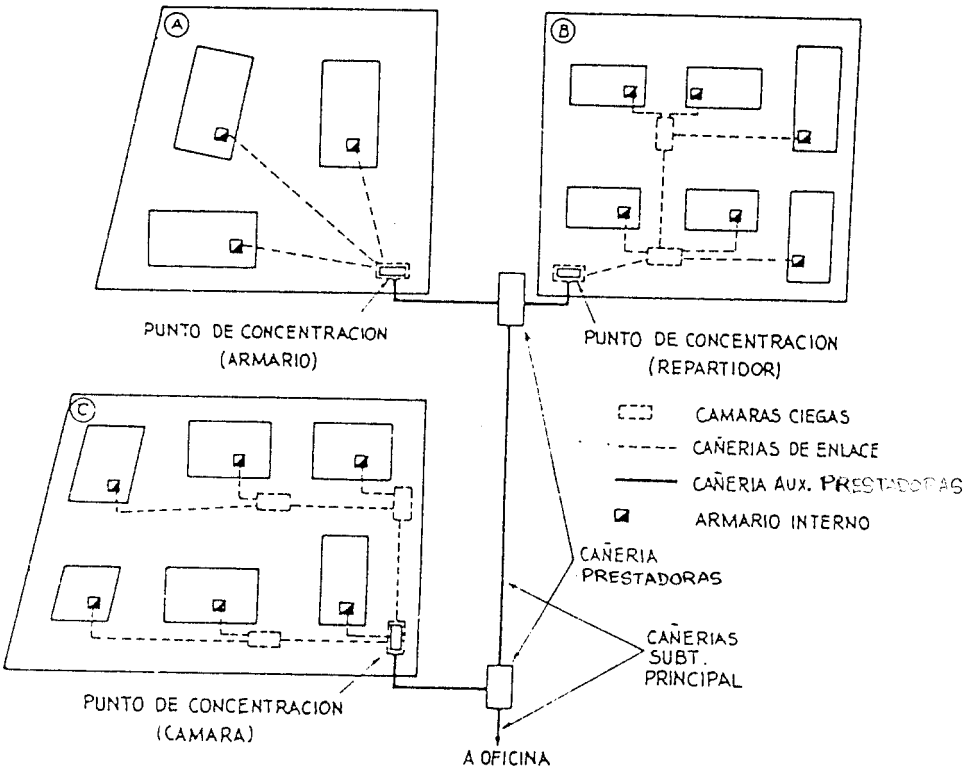 A
B
PUNTO DE CONCENTRACION
(ARMARIO)
PUNTO DE CONCENTRACION
(REPARTIDOR)
CAMARAS CIEGAS
CAÑERIAS DE ENLACE
CAÑERIA AUX. PRESTADORAS
ARMARIO INTERNO
C
CAÑERIA
PRESTADORAS
CAÑERIAS
SUBT.
PRINCIPAL
PUNTO DE CONCENTRACION
(CAMARA)
A OFICINA